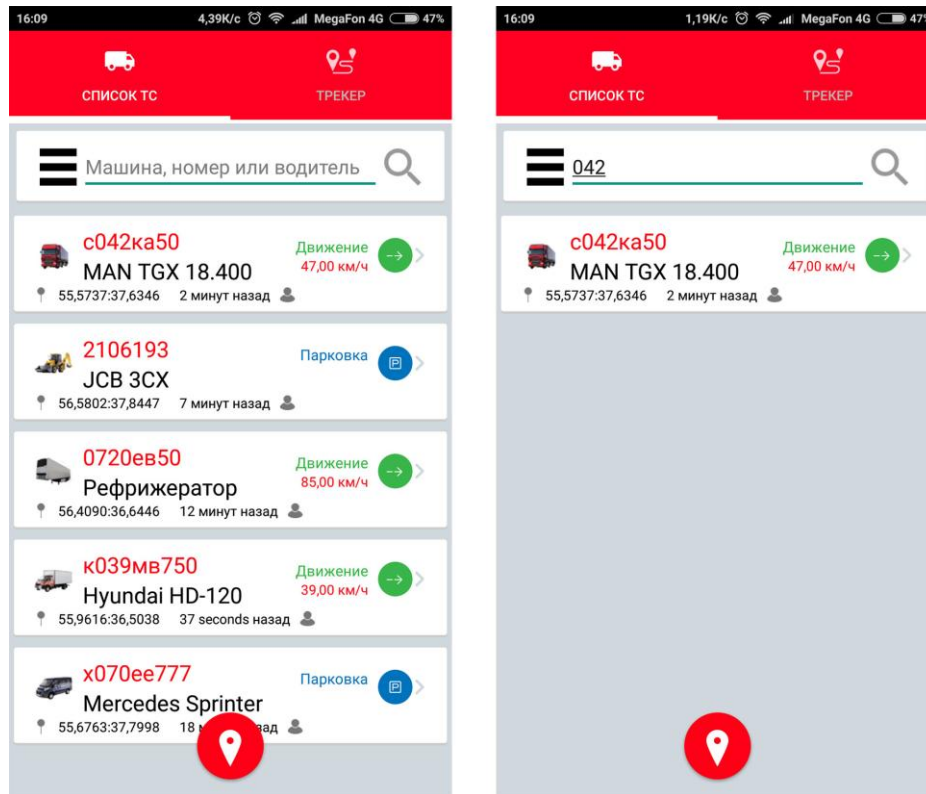 16:09 4,39K/c MegaFon 4G 47%
СПИСОК ТС ТРЕКЕР
Машина, номер или водитель
с042ка50 Движение
MAN TGX 18.400 47,00 км/ч
55,5737:37,6346 2 минут назад
2106193 Парковка
JCB 3CX
56,5802:37,8447 7 минут назад
0720ев50 Движение
Рефрижератор 85,00 км/ч
56,4090:36,6446 12 минут назад
к039мв750 Движение
Hyundai HD-120 39,00 км/ч
55,9616:36,5038 37 seconds назад
х070ее777 Парковка
Mercedes Sprinter
55,6763:37,7998 18
16:09 1,19K/c MegaFon 4G 47%
СПИСОК ТС ТРЕКЕР
042
с042ка50 Движение
MAN TGX 18.400 47,00 км/ч
55,5737:37,6346 2 минут назад